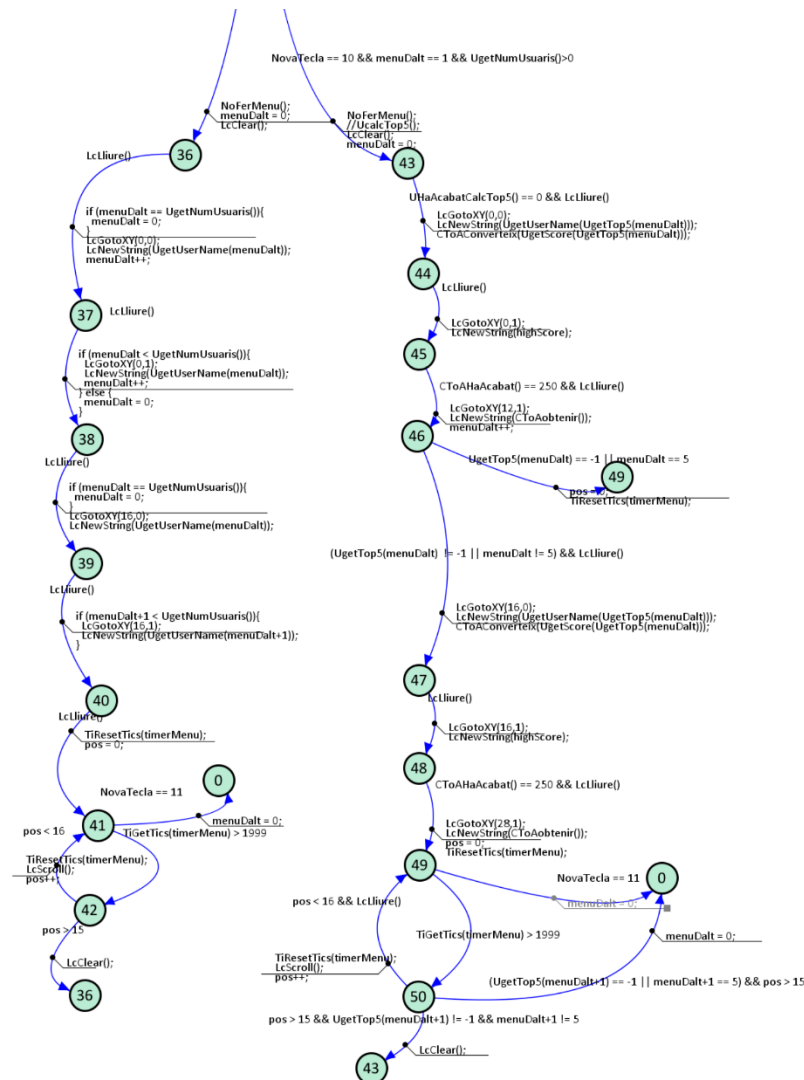 NovaTecla == 10 && menuDalt == 1 && UgetNumUsuaris()>0
NoFerMenu();
menuDalt = 0;
LcClear();
36
NoFerMenu();
//UcalcTop5();
LcClear();
menuDalt = 0;
43
LcLliure()
if (menuDalt == UgetNumUsuaris()){
menuDalt = 0;
}
LcGotoXY(0,0);
LcNewString(UgetUserName(menuDalt));
menuDalt++;
37
LcLliure()
if (menuDalt < UgetNumUsuaris()){
LcGotoXY(0,1);
LcNewString(UgetUserName(menuDalt));
menuDalt++;
} else {
menuDalt = 0;
}
38
LcLliure()
if (menuDalt == UgetNumUsuaris()){
menuDalt = 0;
}
LcGotoXY(16,0);
LcNewString(UgetUserName(menuDalt));
39
LcLliure()
if (menuDalt+1 < UgetNumUsuaris()){
LcGotoXY(16,1);
LcNewString(UgetUserName(menuDalt+1));
}
40
LcLliure()
TiResetTics(timerMenu);
pos = 0;
41
NovaTecla == 11
0
menuDalt = 0;
pos < 16
TiGetTics(timerMenu) > 1999
TiResetTics(timerMenu);
LcScroll();
pos++;
42
pos > 15
LcClear();
36
UHaAcabatCalcTop5() == 0 && LcLliure()
LcGotoXY(0,0);
LcNewString(UgetUserName(UgetTop5(menuDalt)));
CToAConverteix(UgetScore(UgetTop5(menuDalt)));
44
LcLliure()
LcGotoXY(0,1);
LcNewString(highScore);
45
CToAHaAcabat() == 250 && LcLliure()
LcGotoXY(12,1);
LcNewString(CToAobtenir());
menuDalt++;
46
UgetTop5(menuDalt) == -1 || menuDalt == 5
49
pos = 0;
TiResetTics(timerMenu);
(UgetTop5(menuDalt) != -1 || menuDalt != 5) && LcLliure()
LcGotoXY(16,0);
LcNewString(UgetUserName(UgetTop5(menuDalt)));
CToAConverteix(UgetScore(UgetTop5(menuDalt)));
47
LcLliure()
LcGotoXY(16,1);
LcNewString(highScore);
48
CToAHaAcabat() == 250 && LcLliure()
LcGotoXY(28,1);
LcNewString(CToAobtenir());
pos = 0;
TiResetTics(timerMenu);
49
NovaTecla == 11
0
menuDalt = 0;
pos < 16 && LcLliure()
TiGetTics(timerMenu) > 1999
menuDalt = 0;
TiResetTics(timerMenu);
LcScroll();
pos++;
(UgetTop5(menuDalt+1) == -1 || menuDalt+1 == 5) && pos > 15
50
pos > 15 && UgetTop5(menuDalt+1) != -1 && menuDalt+1 != 5
LcClear();
43